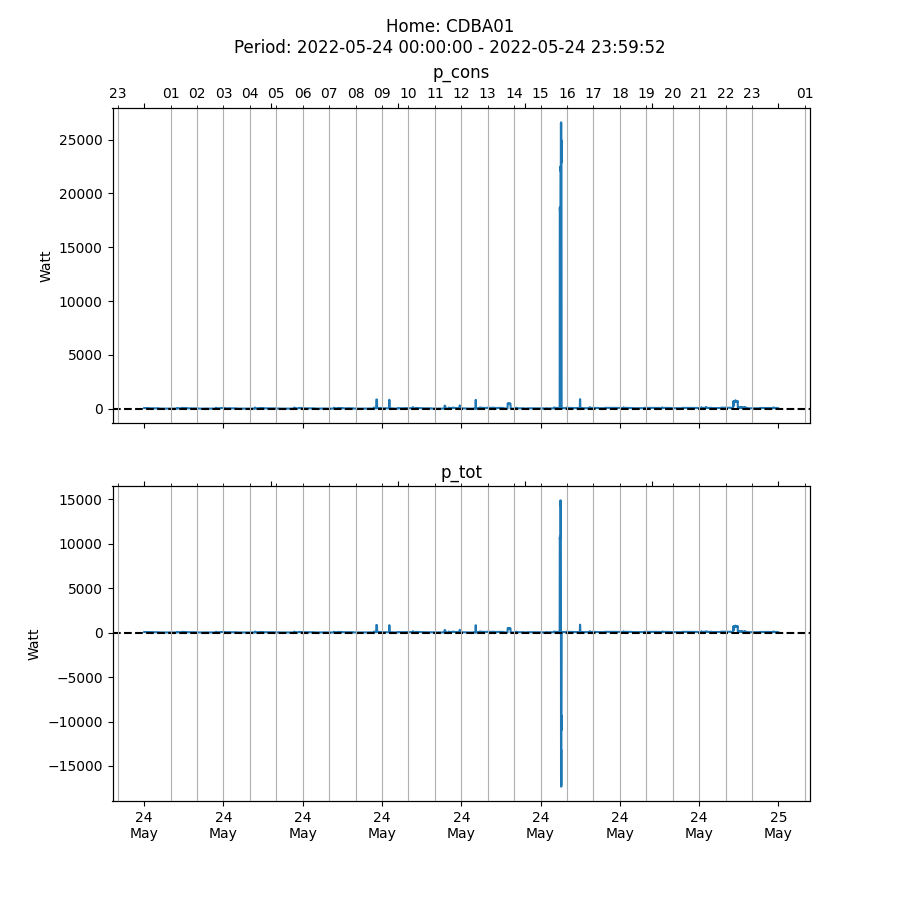 Home: CDBA01
Period: 2022-05-24 00:00:00 - 2022-05-24 23:59:52
p_cons
23 01 02 03 04 05 06 07 08 09 10 11 12 13 14 15 16 17 18 19 20 21 22 23 01
25000
20000
15000
10000
5000
0
Watt
p_tot
15000
10000
5000
0
−5000
−10000
−15000
Watt
24 24 24 24 24 24 24 24 25
May May May May May May May May May